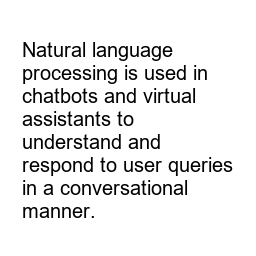 Natural language
processing is used in
chatbots and virtual
assistants to
understand and
respond to user queries
in a conversational
manner.